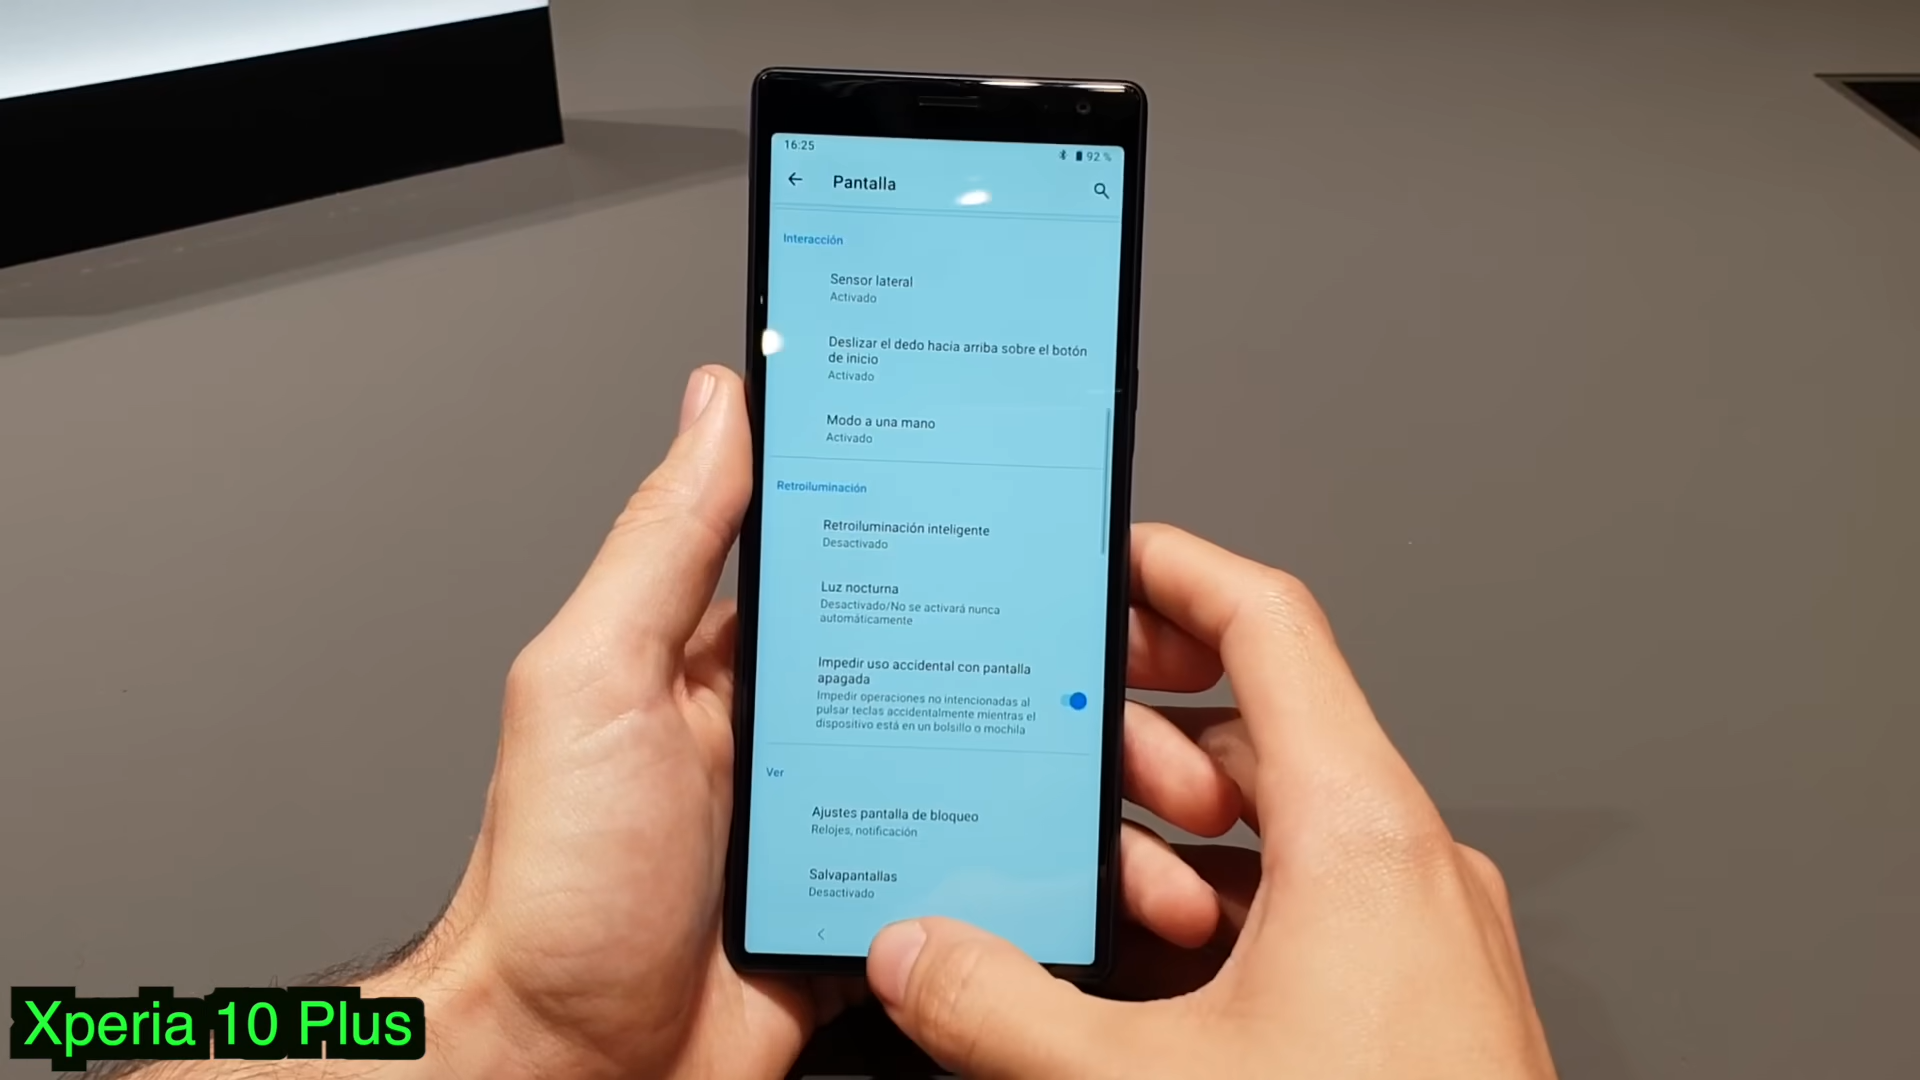 16:25
92 %
Pantalla
Interacción
Sensor lateral
Activado
Deslizar el dedo hacia arriba sobre el botón
de inicio
Activado
Modo a una mano
Activado
Retroiluminación
Retroiluminación inteligente
Desactivado
Luz nocturna
Desactivado/No se activará nunca
automáticamente
Impedir uso accidental con pantalla
apagada
Impedir operaciones no intencionadas al
pulsar teclas accidentalmente mientras el
dispositivo está en un bolsillo o mochila
Ver
Ajustes pantalla de bloqueo
Relojes, notificación
Salvapantallas
Desactivado
Xperia 10 Plus